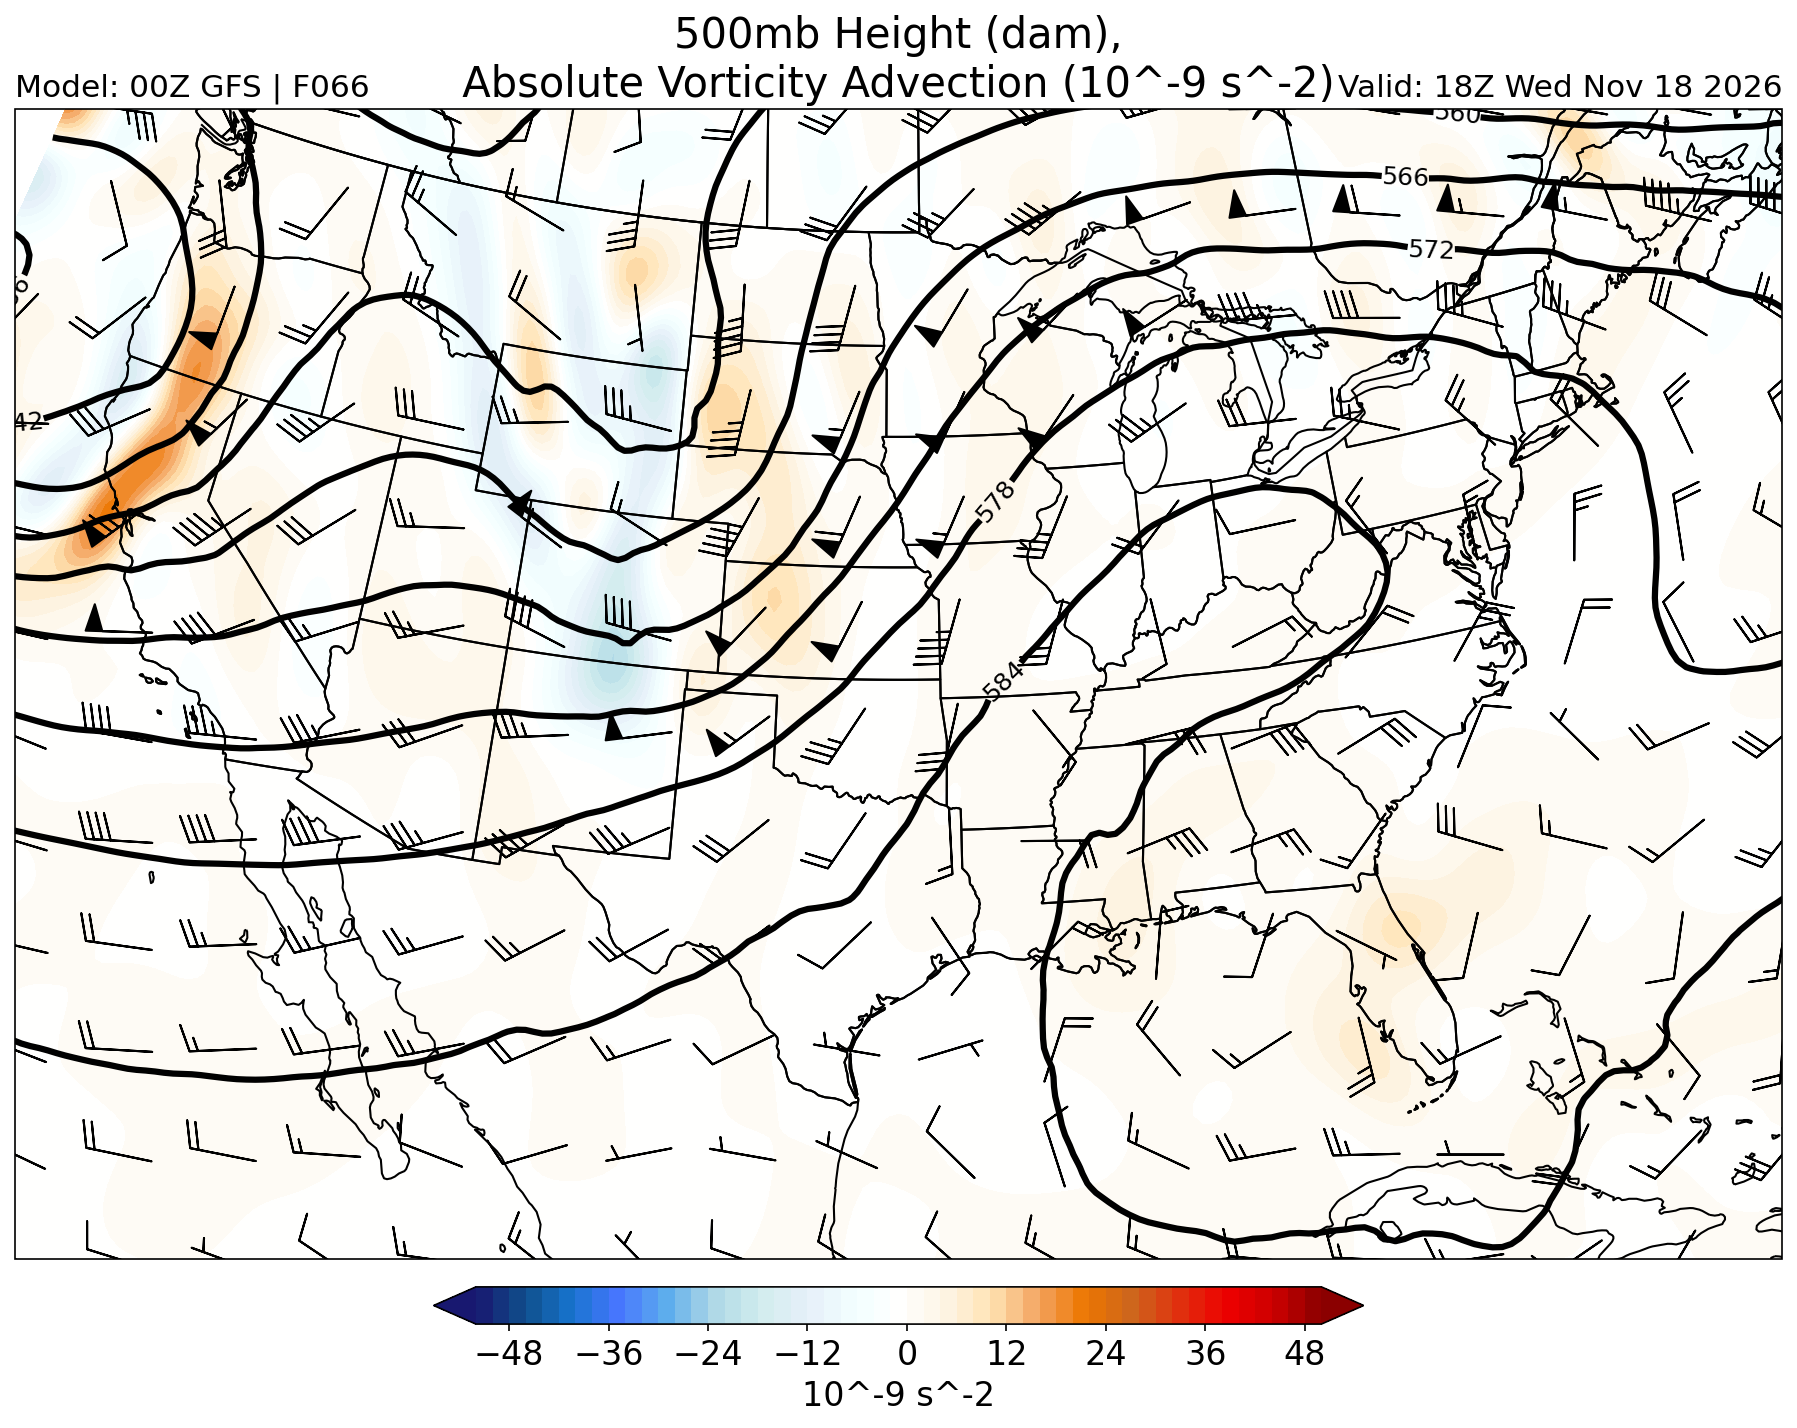 500mb Height (dam),
Model: 00Z GFS | F066
Absolute Vorticity Advection (10^-9 s^-2)
Valid: 18Z Wed Nov 18 2026
560
566
572
578
584
42
−48 −36 −24 −12 0 12 24 36 48
10^-9 s^-2